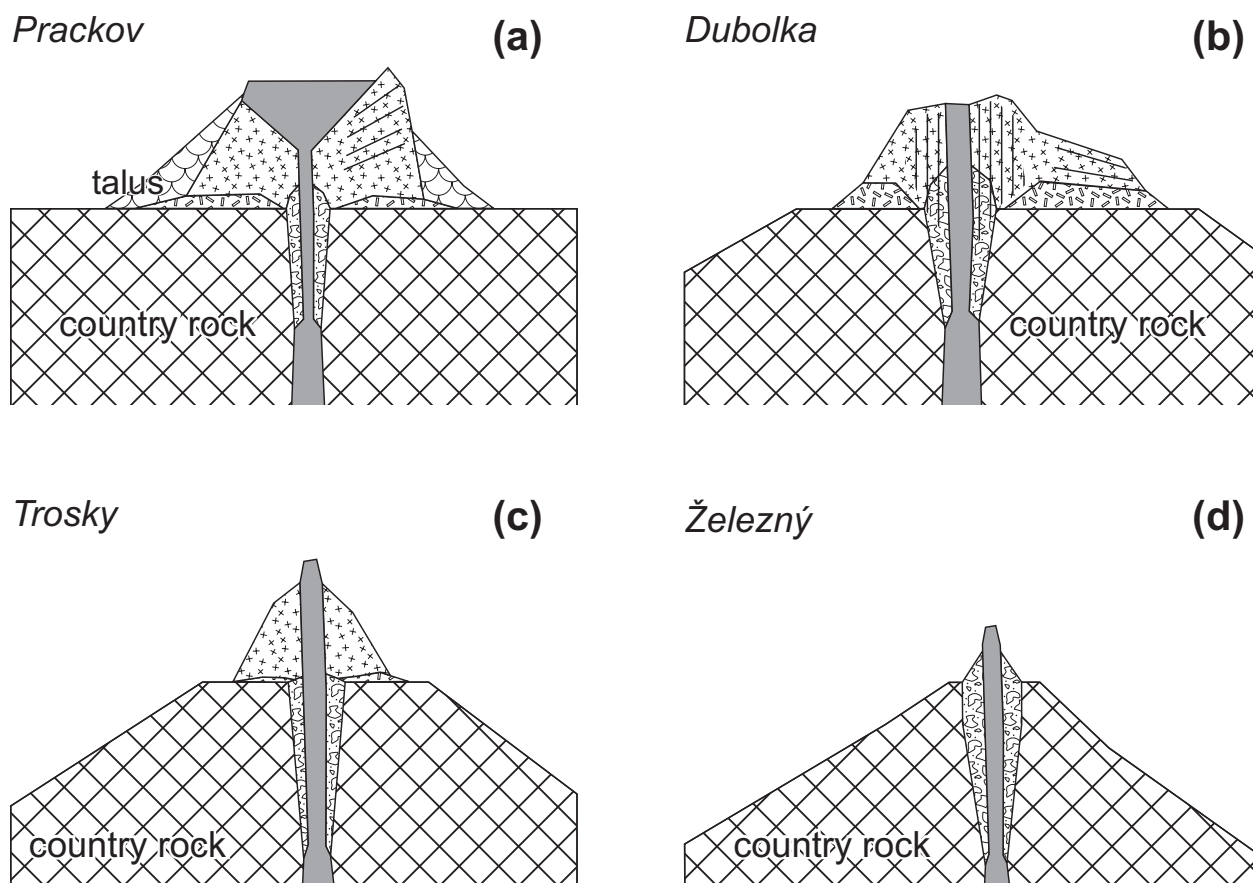 Prackov
(a)
Dubolka
(b)
talus
country rock
country rock
Trosky
(c)
Železný
(d)
country rock
country rock